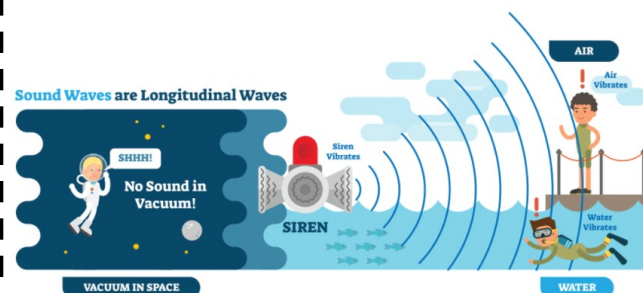 AIR
Air
Vibrates
Sound Waves are Longitudinal Waves
SHHH!
No Sound in
Vacuum!
Siren
Vibrates
SIREN
Water
Vibrates
VACUUM IN SPACE
WATER